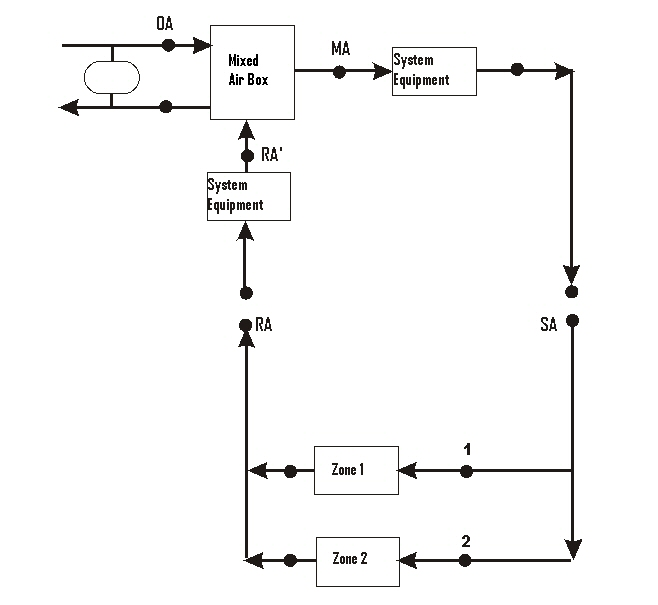 OA
Mixed
Air Box
MA
System
Equipment
RA'
System
Equipment
RA
SA
1
Zone 1
2
Zone 2